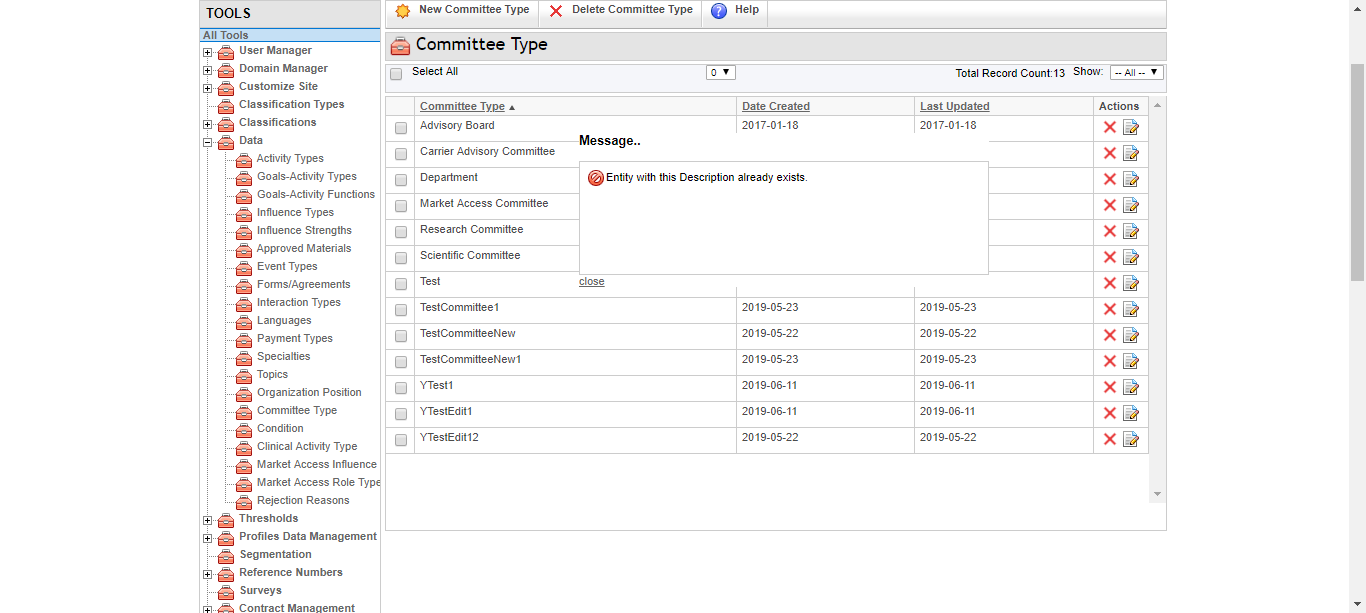 TOOLS
All Tools
User Manager
Domain Manager
Customize Site
Classification Types
Classifications
Data
Activity Types
Goals-Activity Types
Goals-Activity Functions
Influence Types
Influence Strengths
Approved Materials
Event Types
Forms/Agreements
Interaction Types
Languages
Payment Types
Specialties
Topics
Organization Position
Committee Type
Condition
Clinical Activity Type
Market Access Influence
Market Access Role Type
Rejection Reasons
Thresholds
Profiles Data Management
Segmentation
Reference Numbers
Surveys
Contract Management
New Committee Type Delete Committee Type ? Help
Committee Type
Select All 0 ▼ Total Record Count:13 Show: -- All -- ▼
Committee Type ▲ Date Created Last Updated Actions
Advisory Board 2017-01-18 2017-01-18
Carrier Advisory Committee
Department
Market Access Committee
Research Committee
Scientific Committee
Test
Message..
Entity with this Description already exists.
close
TestCommittee1 2019-05-23 2019-05-23
TestCommitteeNew 2019-05-22 2019-05-22
TestCommitteeNew1 2019-05-23 2019-05-23
YTest1 2019-06-11 2019-06-11
YTestEdit1 2019-06-11 2019-06-11
YTestEdit12 2019-05-22 2019-05-22